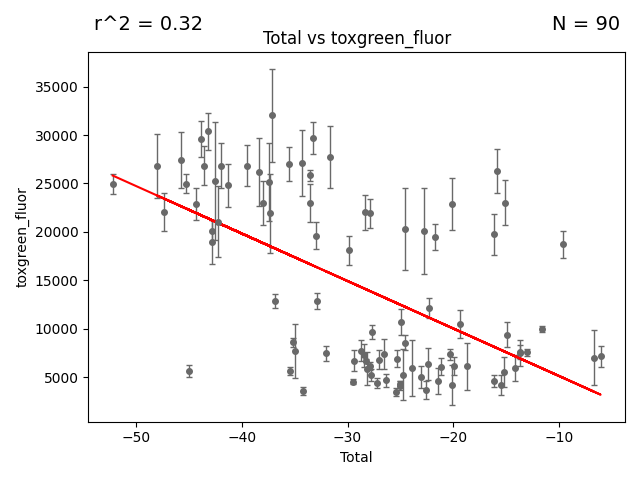 r^2 = 0.32
N = 90
Total vs toxgreen_fluor
35000
30000
25000
20000
15000
10000
5000
toxgreen_fluor
−50
−40
−30
−20
−10
Total